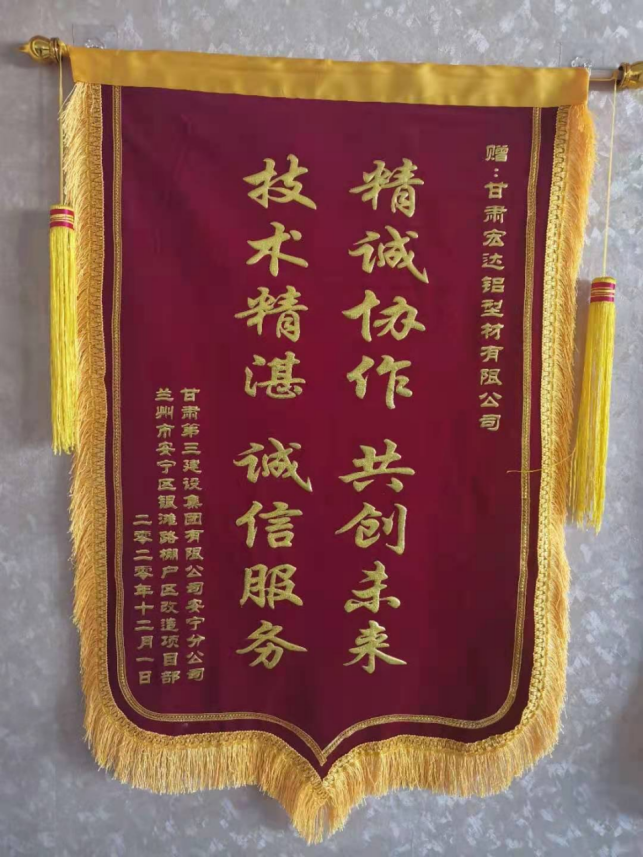 赠：甘肃宏达铝型材有限公司
精诚协作 共创未来
技术精湛 诚信服务
甘肃第三建设集团有限公司安宁分公司
兰州市安宁区银滩路棚户区改造项目部
二零二零年十二月一日